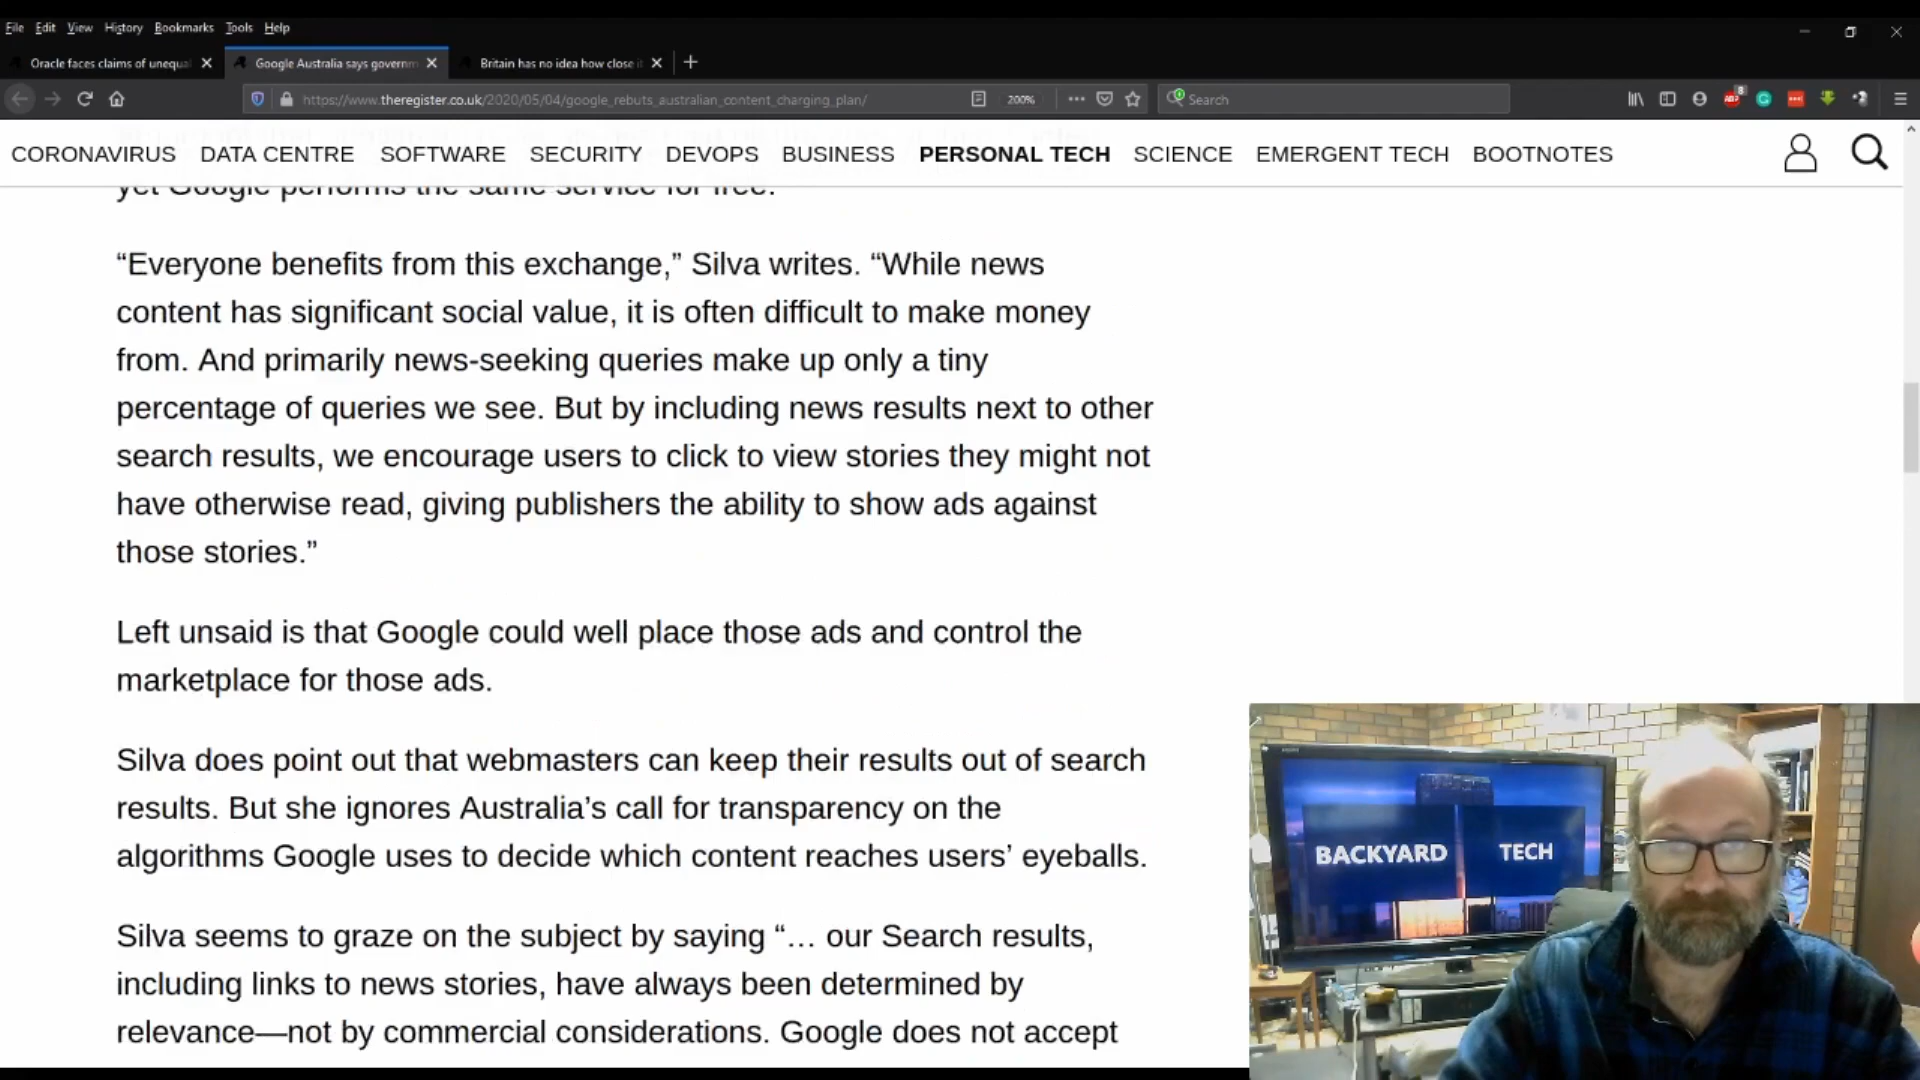 File Edit View History Bookmarks Tools Help
Oracle faces claims of unequa
Google Australia says governm
Britain has no idea how close i
https://www.theregister.co.uk/2020/05/04/google_rebuts_australian_content_charging_plan/
200%
Search
8
CORONAVIRUS DATA CENTRE SOFTWARE SECURITY DEVOPS BUSINESS PERSONAL TECH SCIENCE EMERGENT TECH BOOTNOTES
yet Google performs the same service for free.
“Everyone benefits from this exchange,” Silva writes. “While news
content has significant social value, it is often difficult to make money
from. And primarily news-seeking queries make up only a tiny
percentage of queries we see. But by including news results next to other
search results, we encourage users to click to view stories they might not
have otherwise read, giving publishers the ability to show ads against
those stories.”
Left unsaid is that Google could well place those ads and control the
marketplace for those ads.
Silva does point out that webmasters can keep their results out of search
results. But she ignores Australia’s call for transparency on the
algorithms Google uses to decide which content reaches users’ eyeballs.
Silva seems to graze on the subject by saying “… our Search results,
including links to news stories, have always been determined by
relevance—not by commercial considerations. Google does not accept
BACKYARD TECH